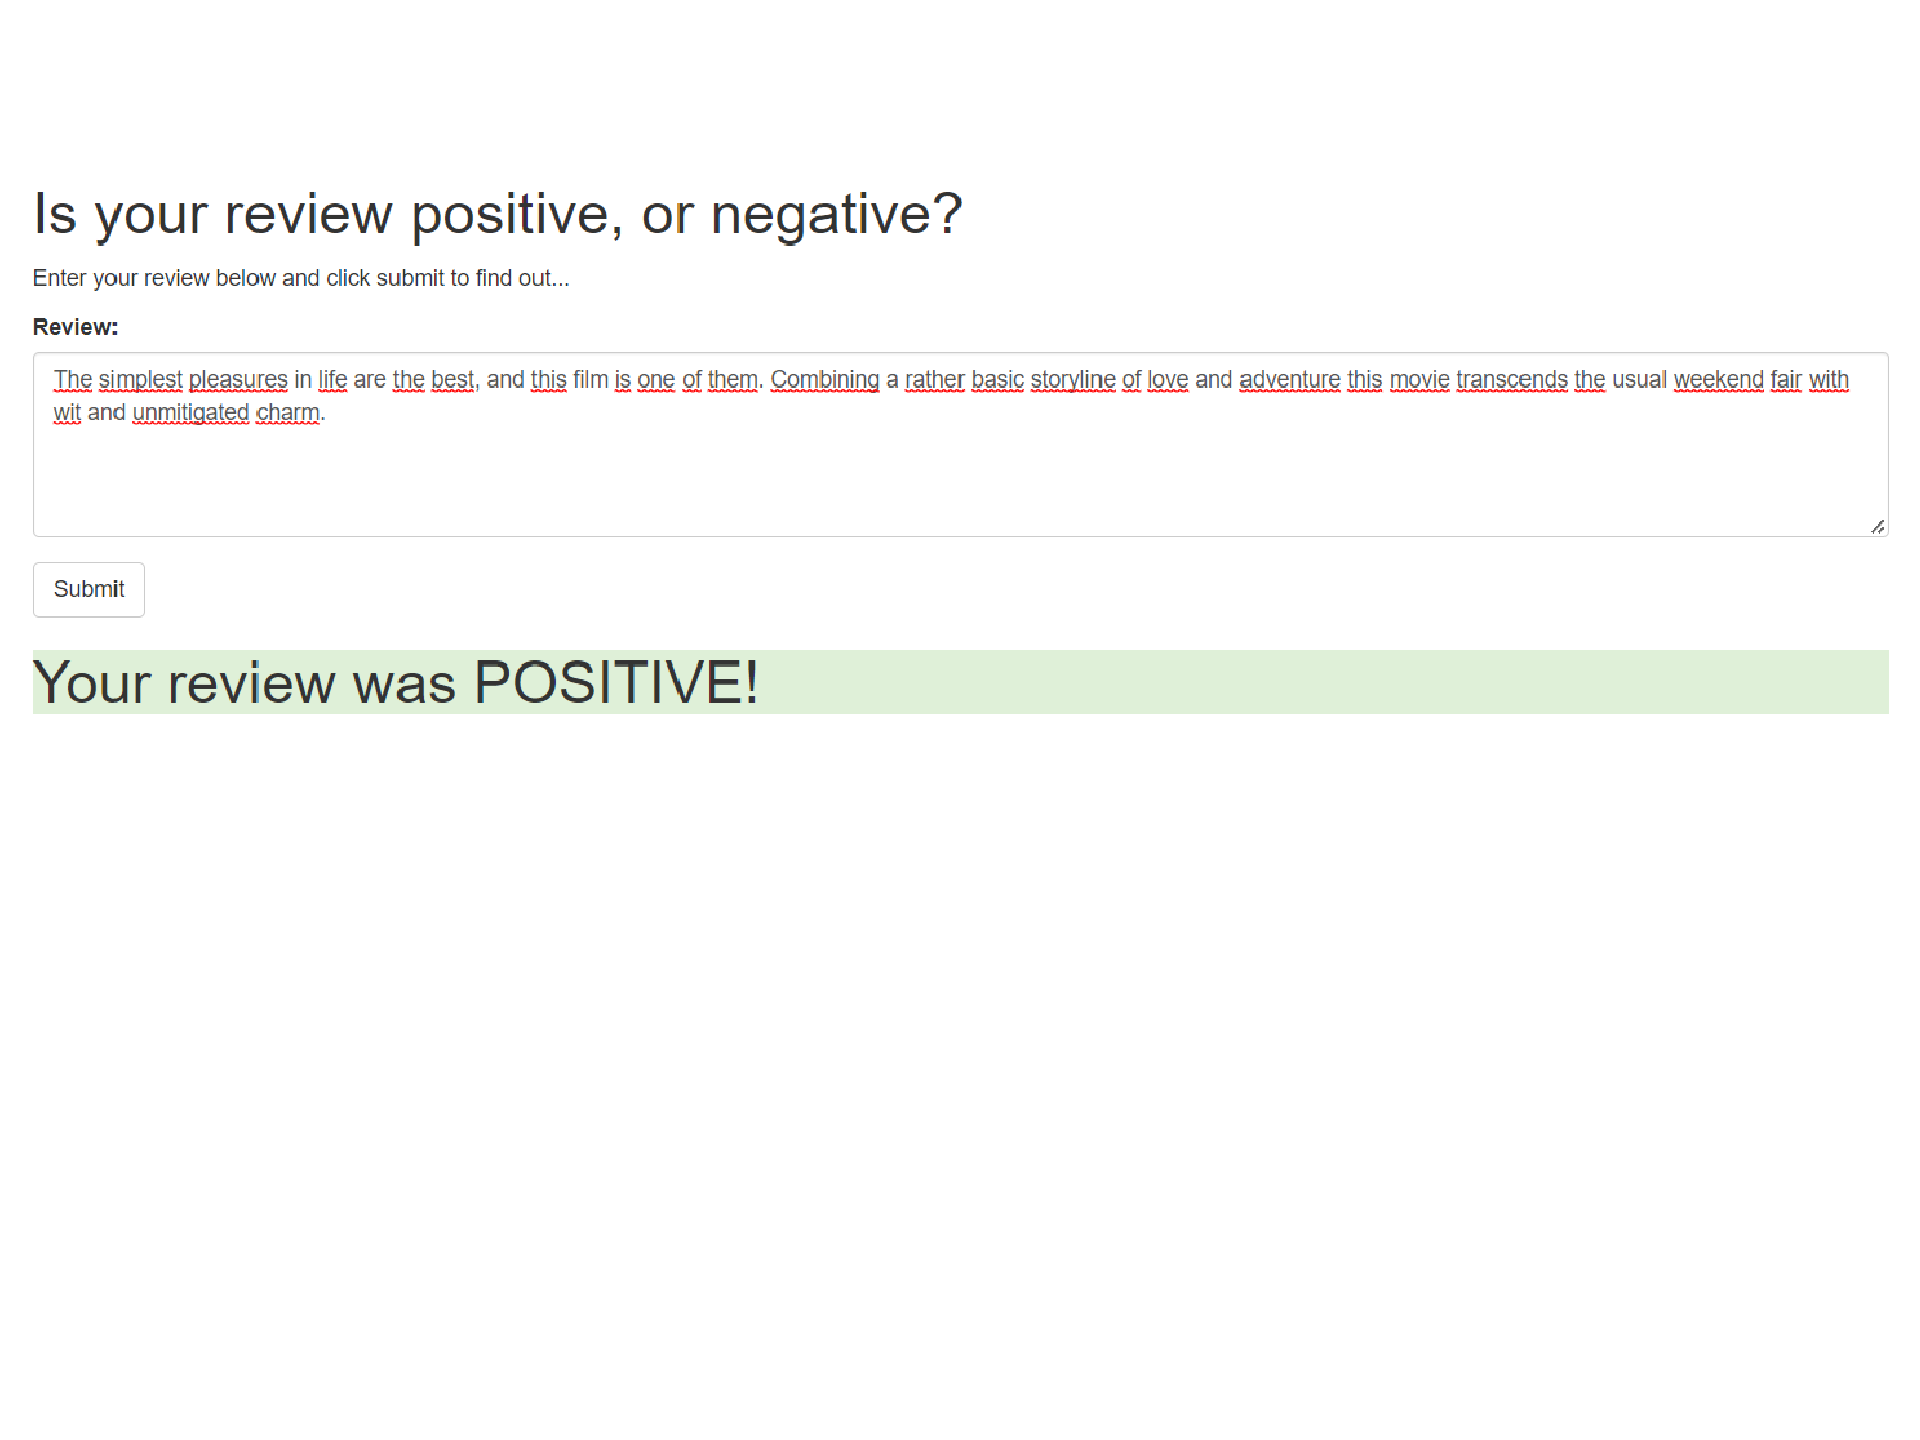 Is your review positive, or negative?
Enter your review below and click submit to find out...
Review:
The simplest pleasures in life are the best, and this film is one of them. Combining a rather basic storyline of love and adventure this movie transcends the usual weekend fair with
wit and unmitigated charm.
Submit
Your review was POSITIVE!